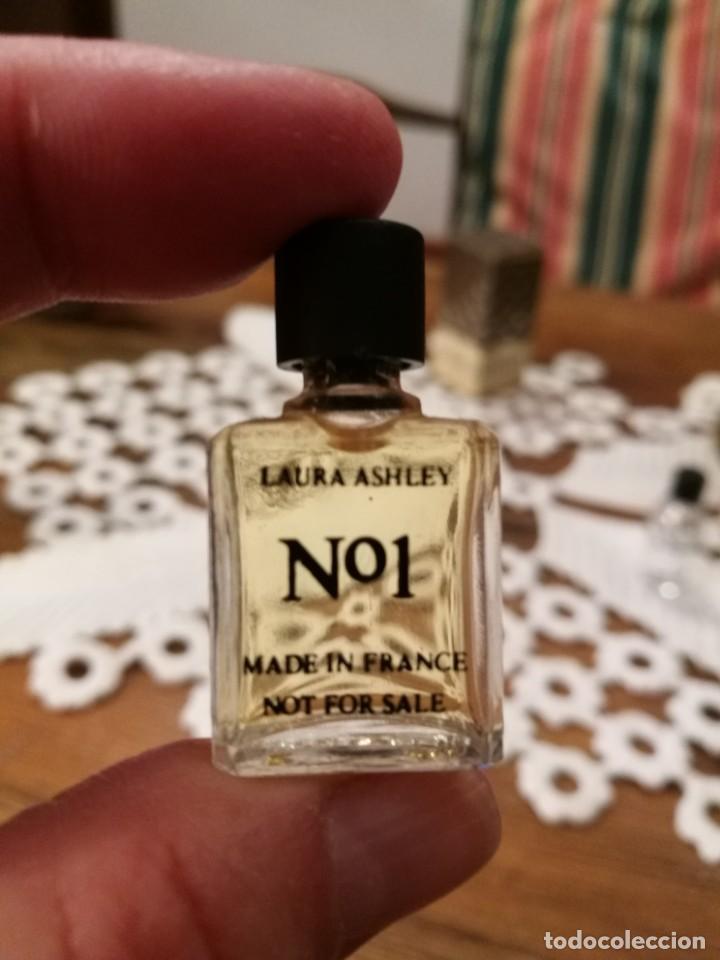 LAURA ASHLEY
No1
MADE IN FRANCE
NOT FOR SALE
todocoleccion